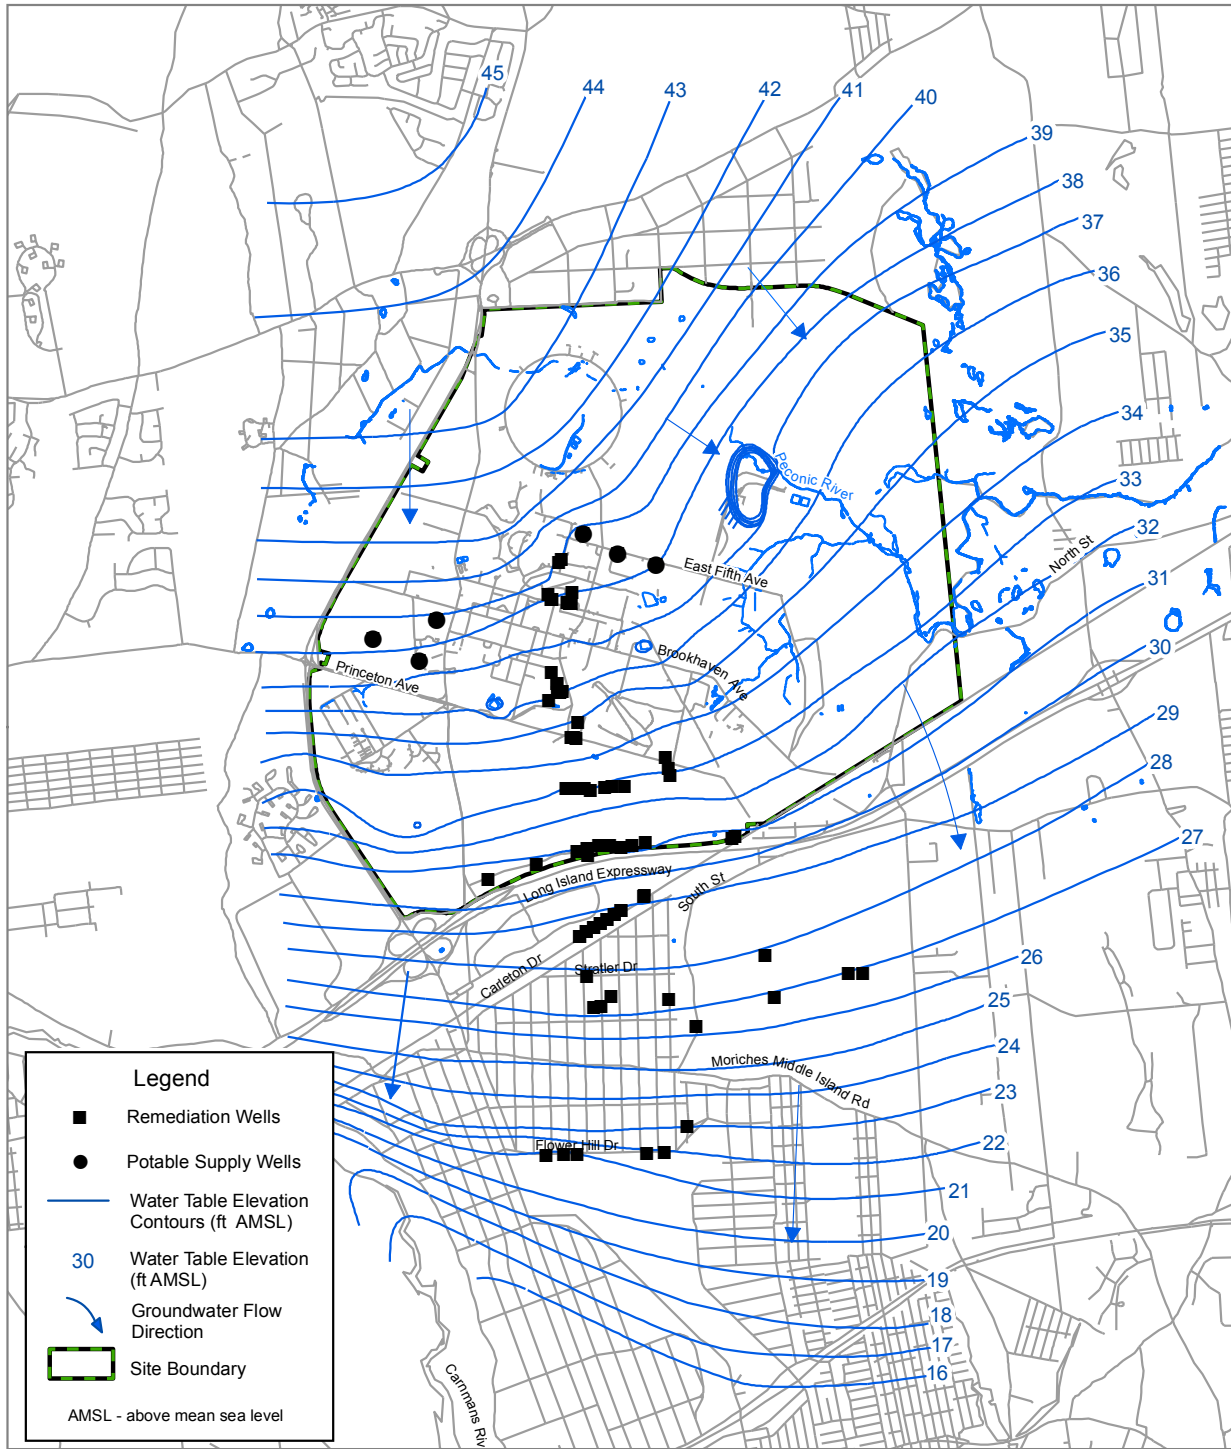 45
44
43
42
41
40
39
38
37
36
35
34
33
32
31
30
29
28
27
26
25
24
23
22
21
20
19
18
17
16
Peconic River
East Fifth Ave
North St
Brookhaven Ave
Princeton Ave
Long Island Expressway
South St
Carleton Dr
Stratler Dr
Moriches Middle Island Rd
Flower Hill Dr
Carnmans Riv
Legend
Remediation Wells
Potable Supply Wells
Water Table Elevation
Contours (ft AMSL)
30
Water Table Elevation
(ft AMSL)
Groundwater Flow
Direction
Site Boundary
AMSL - above mean sea level